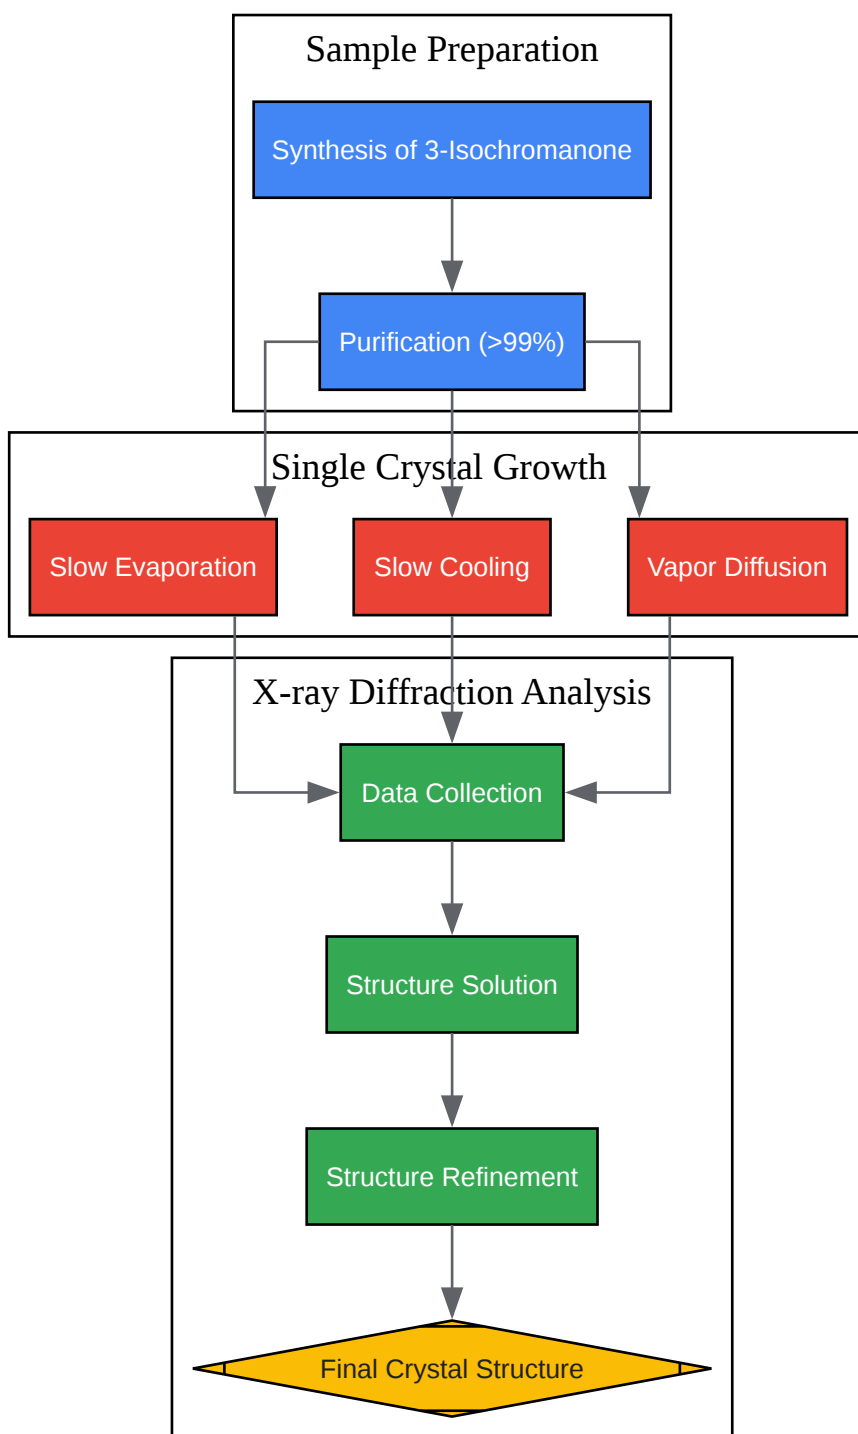 Sample Preparation
Synthesis of 3-Isochromanone
Purification (>99%)
Single Crystal Growth
Slow Evaporation
Slow Cooling
Vapor Diffusion
X-ray Diffraction Analysis
Data Collection
Structure Solution
Structure Refinement
Final Crystal Structure